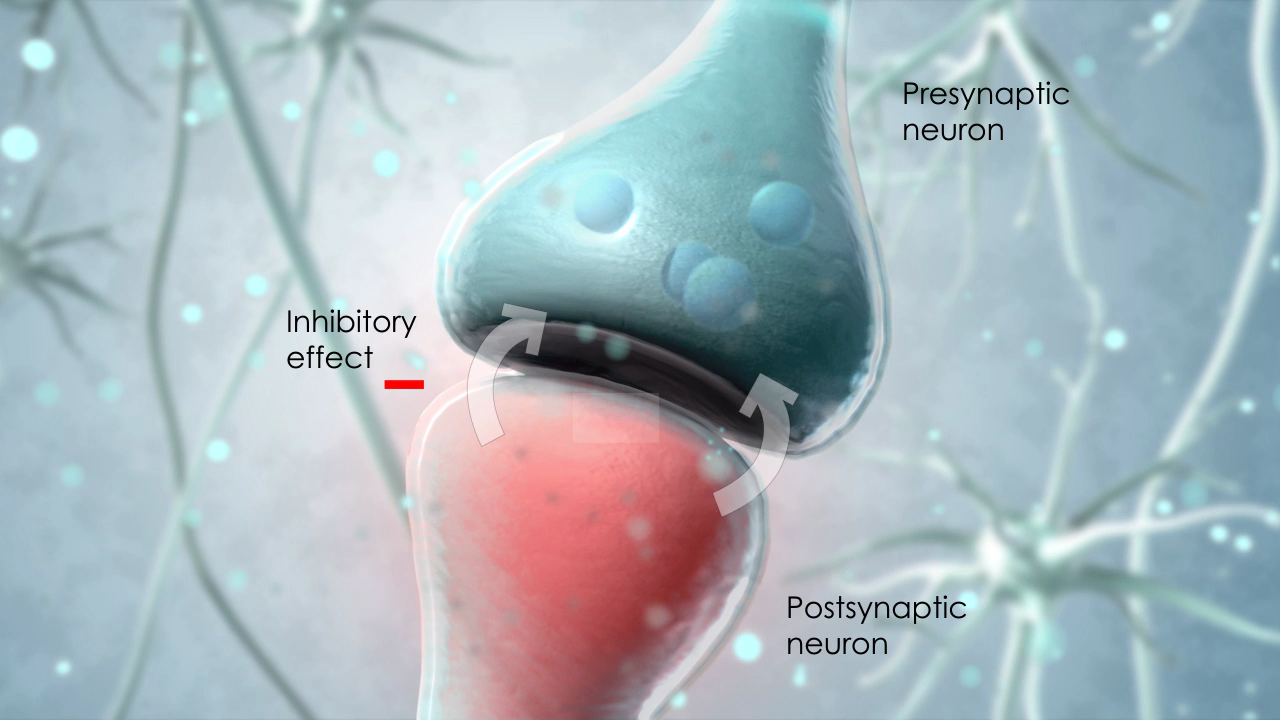 Presynaptic
neuron
Inhibitory
effect
Postsynaptic
neuron